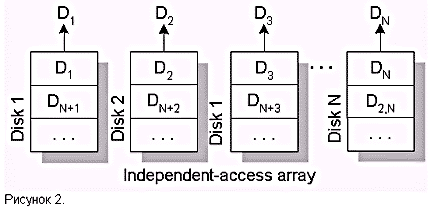 D1 D2 D3 DN
Disk 1 D1 Disk 2 D2 Disk 1 D3 ... Disk N DN
DN+1 DN+2 DN+3 D2,N
... ... ... ...
Independent-access array
Рисунок 2.